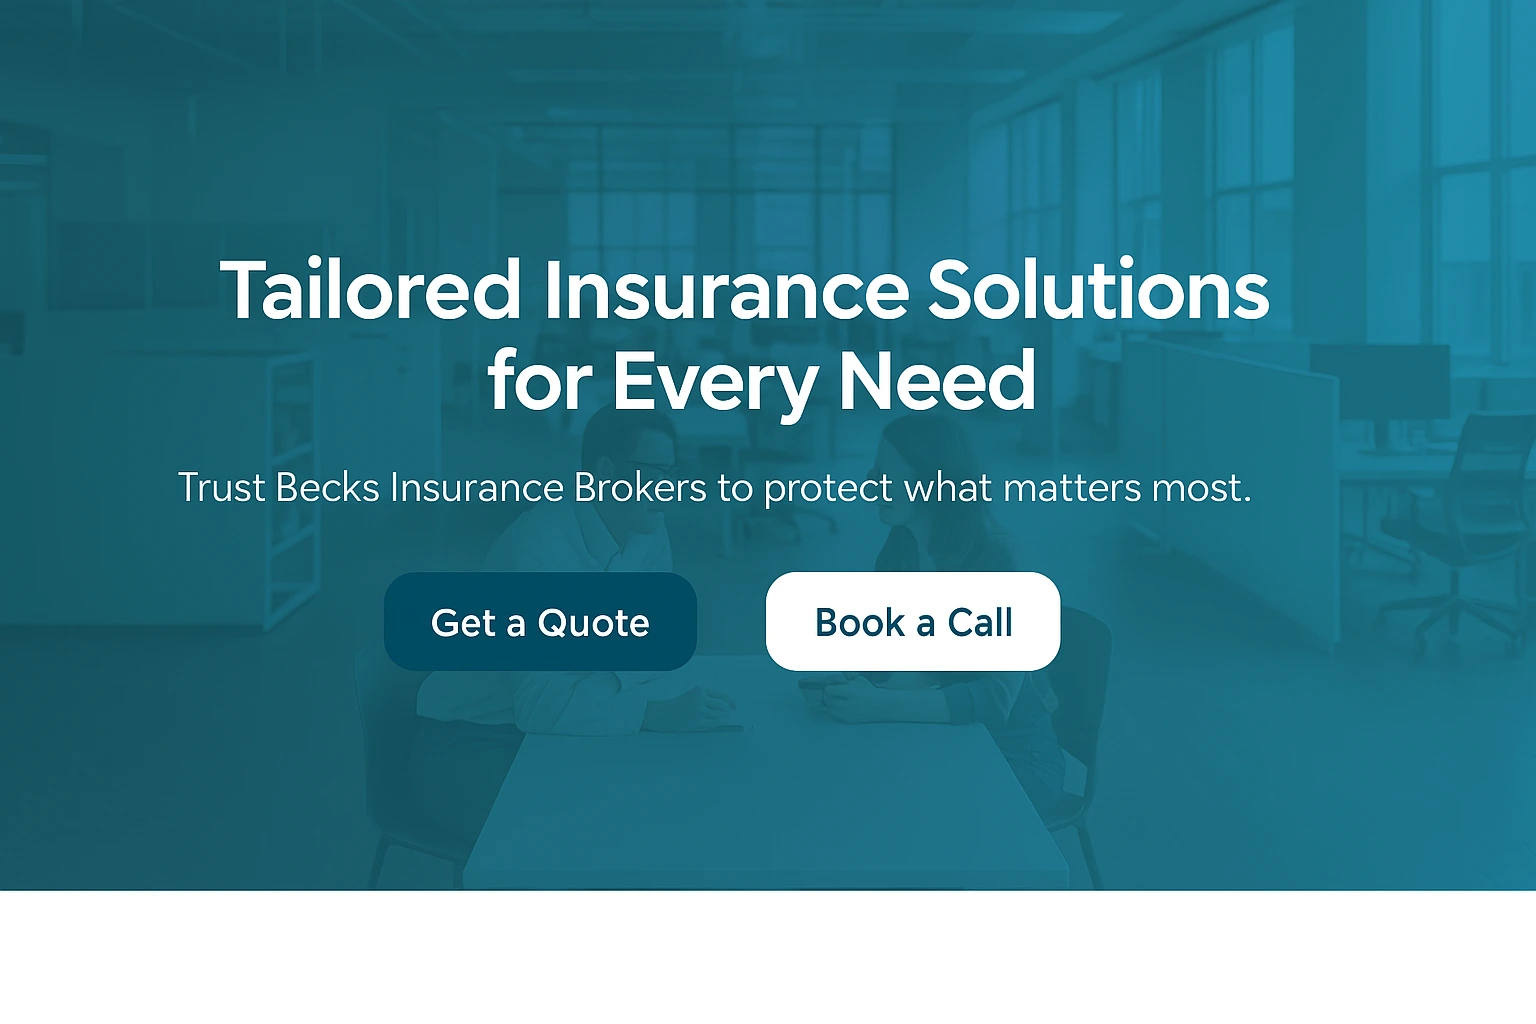 Tailored Insurance Solutions
for Every Need
Trust Becks Insurance Brokers to protect what matters most.
Get a Quote
Book a Call